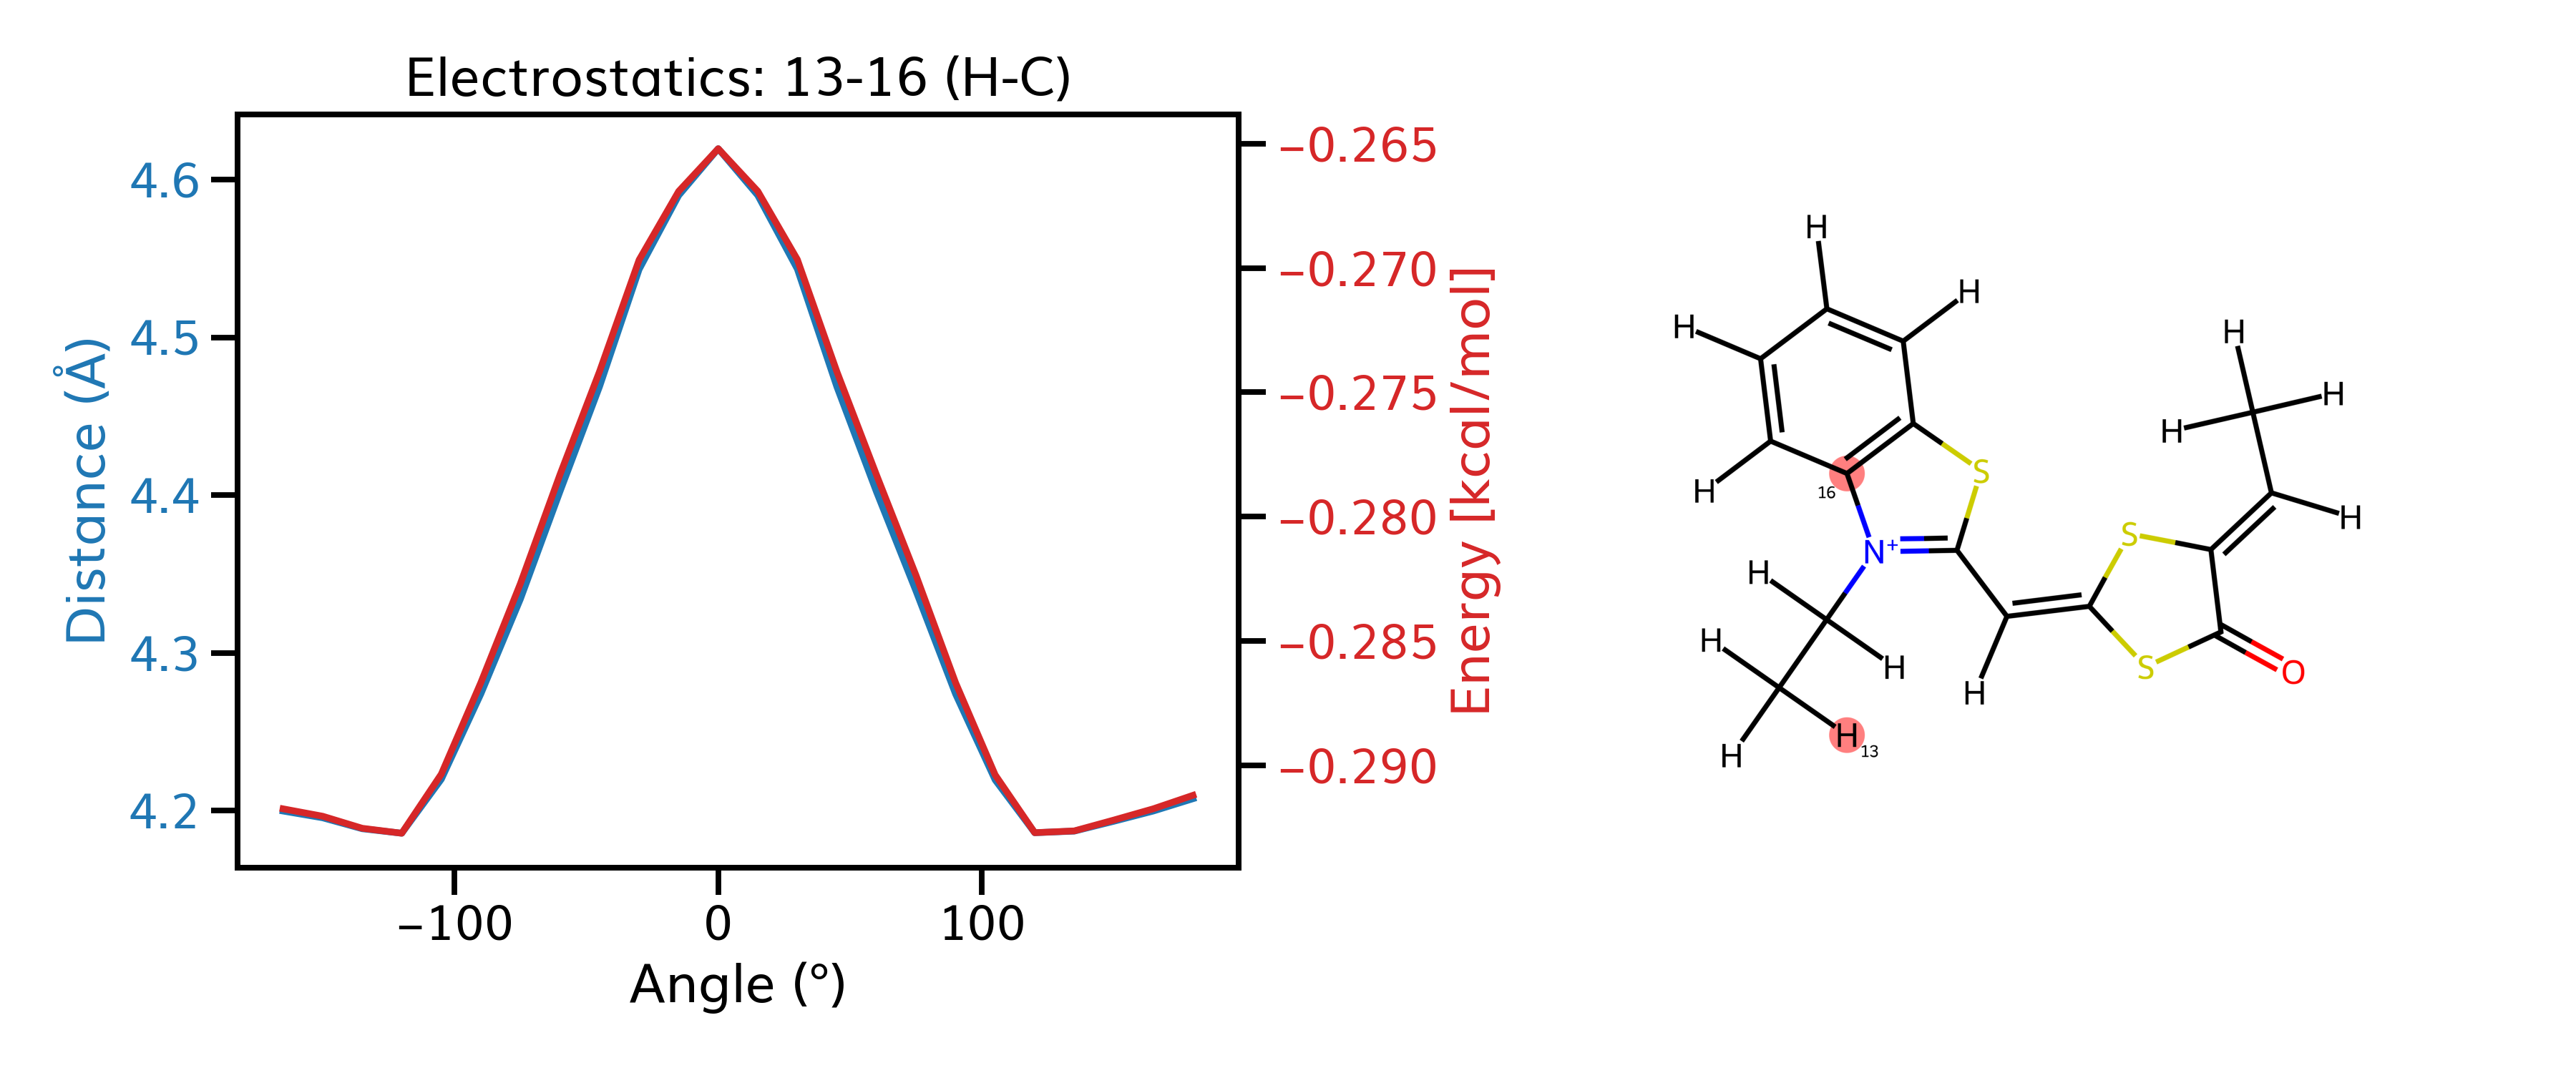 Electrostatics: 13-16 (H-C)
4.6
4.5
4.4
4.3
4.2
Distance (Å)
−0.265
−0.270
−0.275
−0.280
−0.285
−0.290
Energy [kcal/mol]
−100 0 100
Angle (°)
H
H
H
H
H
H
H
S
H
16
S
N+
H
H
S
O
H
H
H
H
13
H